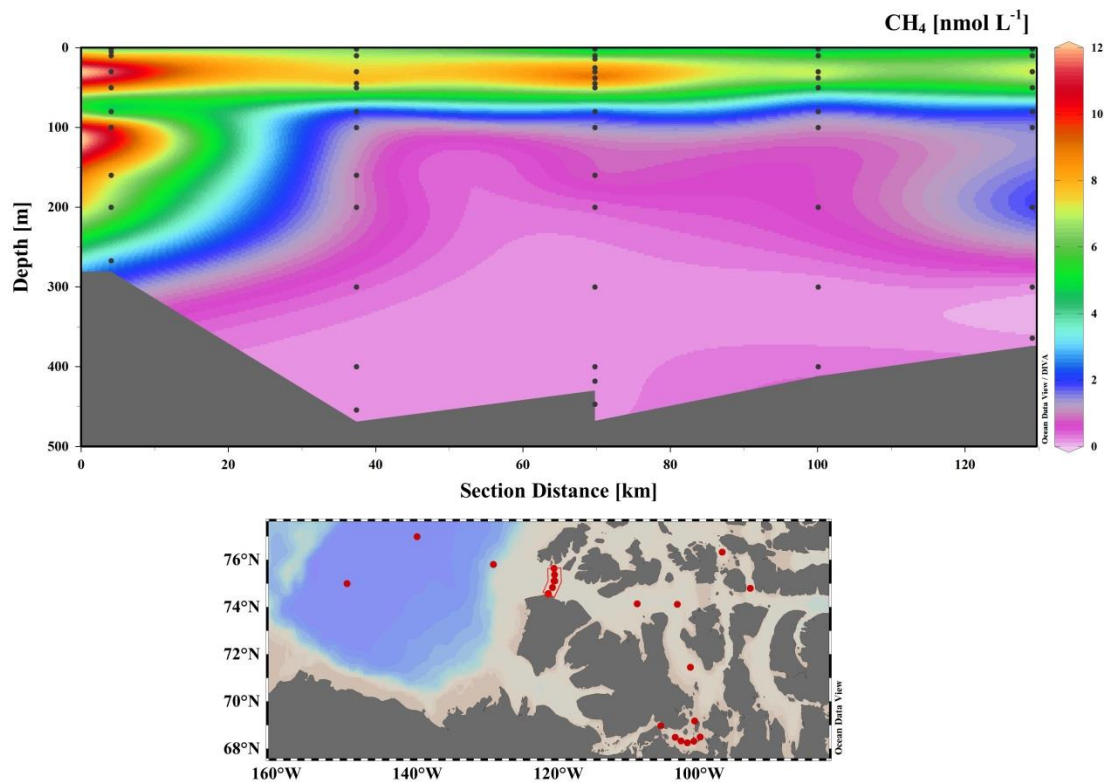 CH₄ [nmol L⁻¹]
0
100
200
300
400
500
Depth [m]
0
20
40
60
80
100
120
Section Distance [km]
12
10
8
6
4
2
0
Ocean Data View / DIVA
76°N
74°N
72°N
70°N
68°N
160°W
140°W
120°W
100°W
Ocean Data View